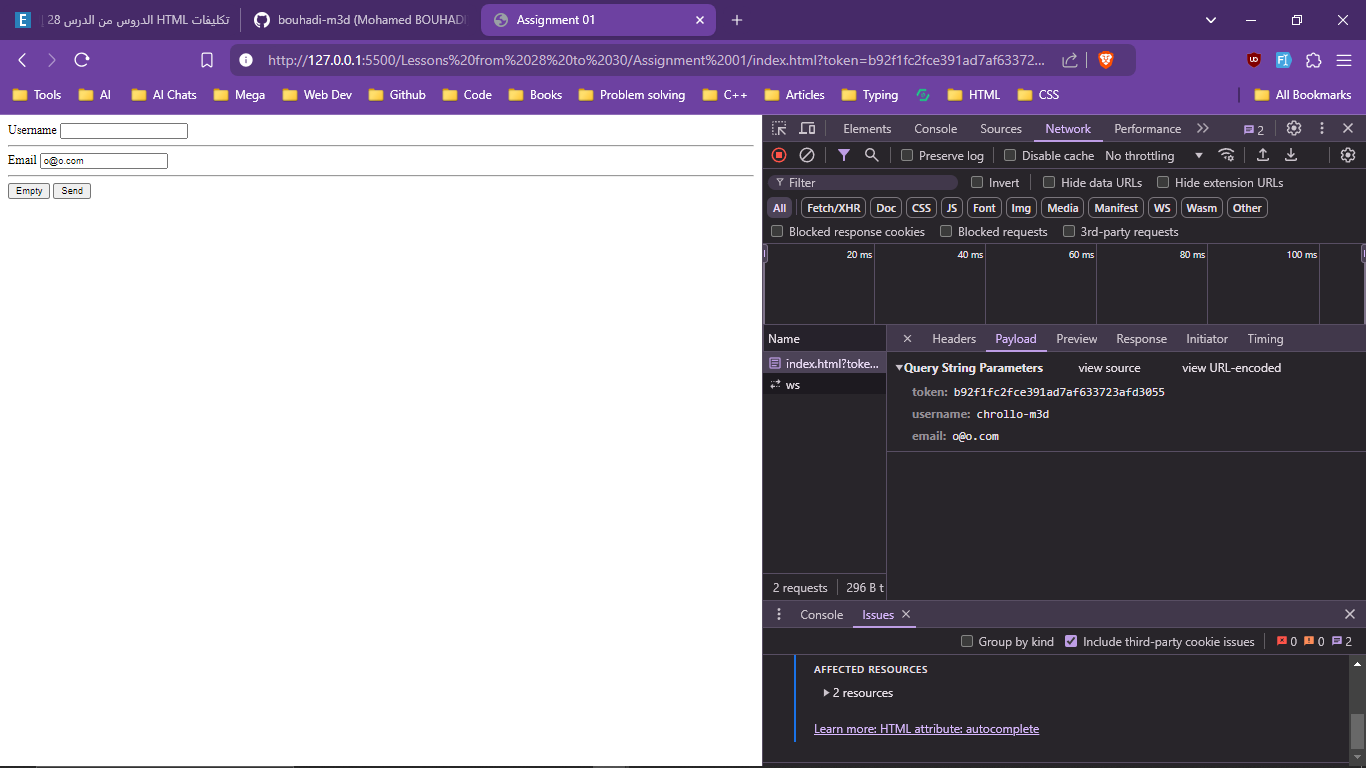 تكليفات HTML الدروس من الدرس 28
bouhadi-m3d (Mohamed BOUHADI
Assignment 01
http://127.0.0.1:5500/Lessons%20from%2028%20to%2030/Assignment%2001/index.html?token=b92f1fc2fce391ad7af63372...
Tools AI AI Chats Mega Web Dev Github Code Books Problem solving C++ Articles Typing HTML CSS All Bookmarks
Username
Email o@o.com
Empty Send
Elements Console Sources Network Performance 2
Preserve log Disable cache No throttling
Filter Invert Hide data URLs Hide extension URLs
All Fetch/XHR Doc CSS JS Font Img Media Manifest WS Wasm Other
Blocked response cookies Blocked requests 3rd-party requests
20 ms 40 ms 60 ms 80 ms 100 ms
Name
Headers Payload Preview Response Initiator Timing
index.html?toke...
ws
Query String Parameters view source view URL-encoded
token: b92f1fc2fce391ad7af633723afd3055
username: chrollo-m3d
email: o@o.com
2 requests 296 B t
Console Issues
Group by kind Include third-party cookie issues 0 0 2
AFFECTED RESOURCES
2 resources
Learn more: HTML attribute: autocomplete